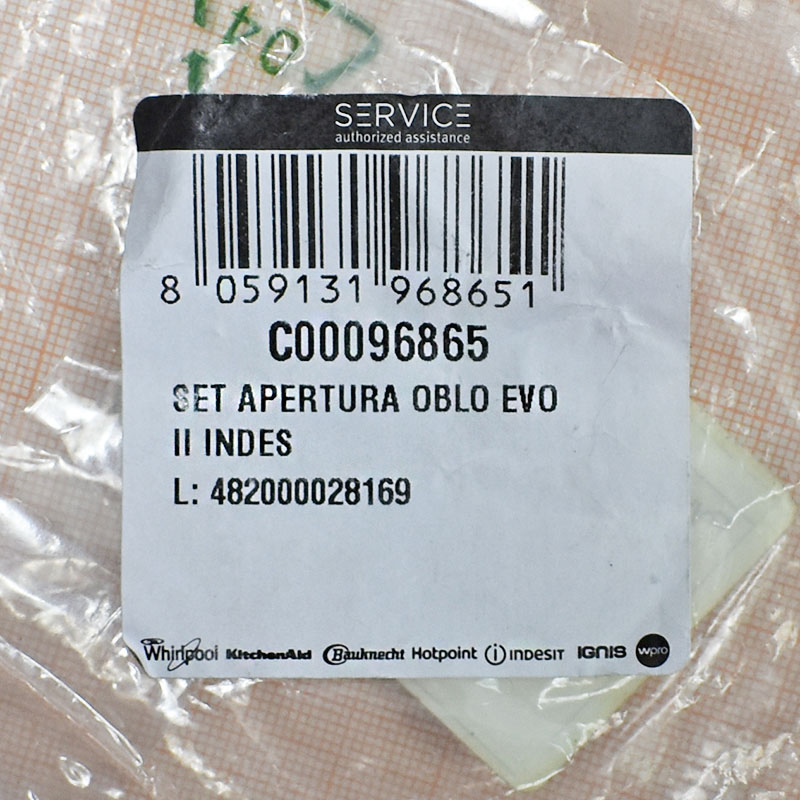 04
SERVICE
authorized assistance
8 059131 968651
C00096865
SET APERTURA OBLO EVO
II INDES
L: 482000028169
Whirlpool KitchenAid Bauknecht Hotpoint indesit IGNIS wpro